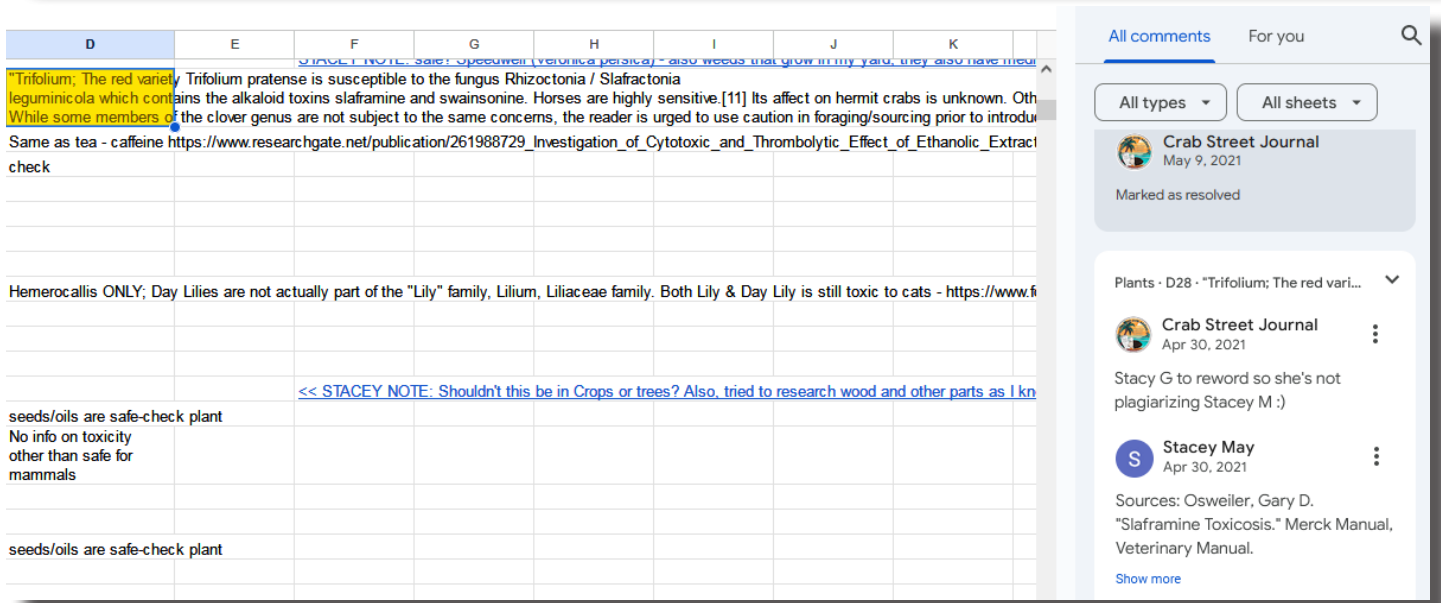 D E F G H I J K
"Trifolium; The red variety Trifolium pratense is susceptible to the fungus Rhizoctonia / Slafractonia
leguminicola which contains the alkaloid toxins slaframine and swainsonine. Horses are highly sensitive.[11] Its affect on hermit crabs is unknown. Oth
While some members of the clover genus are not subject to the same concerns, the reader is urged to use caution in foraging/sourcing prior to introdu
Same as tea - caffeine https://www.researchgate.net/publication/261988729_Investigation_of_Cytotoxic_and_Thrombolytic_Effect_of_Ethanolic_Extract
check
Hemerocallis ONLY; Day Lilies are not actually part of the "Lily" family, Lilium, Liliaceae family. Both Lily & Day Lily is still toxic to cats - https://www.f
<< STACEY NOTE: Shouldn't this be in Crops or trees? Also, tried to research wood and other parts as I kn
seeds/oils are safe-check plant
No info on toxicity
other than safe for
mammals
seeds/oils are safe-check plant
All comments For you
All types All sheets
Crab Street Journal
May 9, 2021
Marked as resolved
Plants · D28 · "Trifolium; The red vari...
Crab Street Journal
Apr 30, 2021
Stacy G to reword so she's not
plagiarizing Stacey M :)
S
Stacey May
Apr 30, 2021
Sources: Osweiler, Gary D.
"Slaframine Toxicosis." Merck Manual,
Veterinary Manual.
Show more